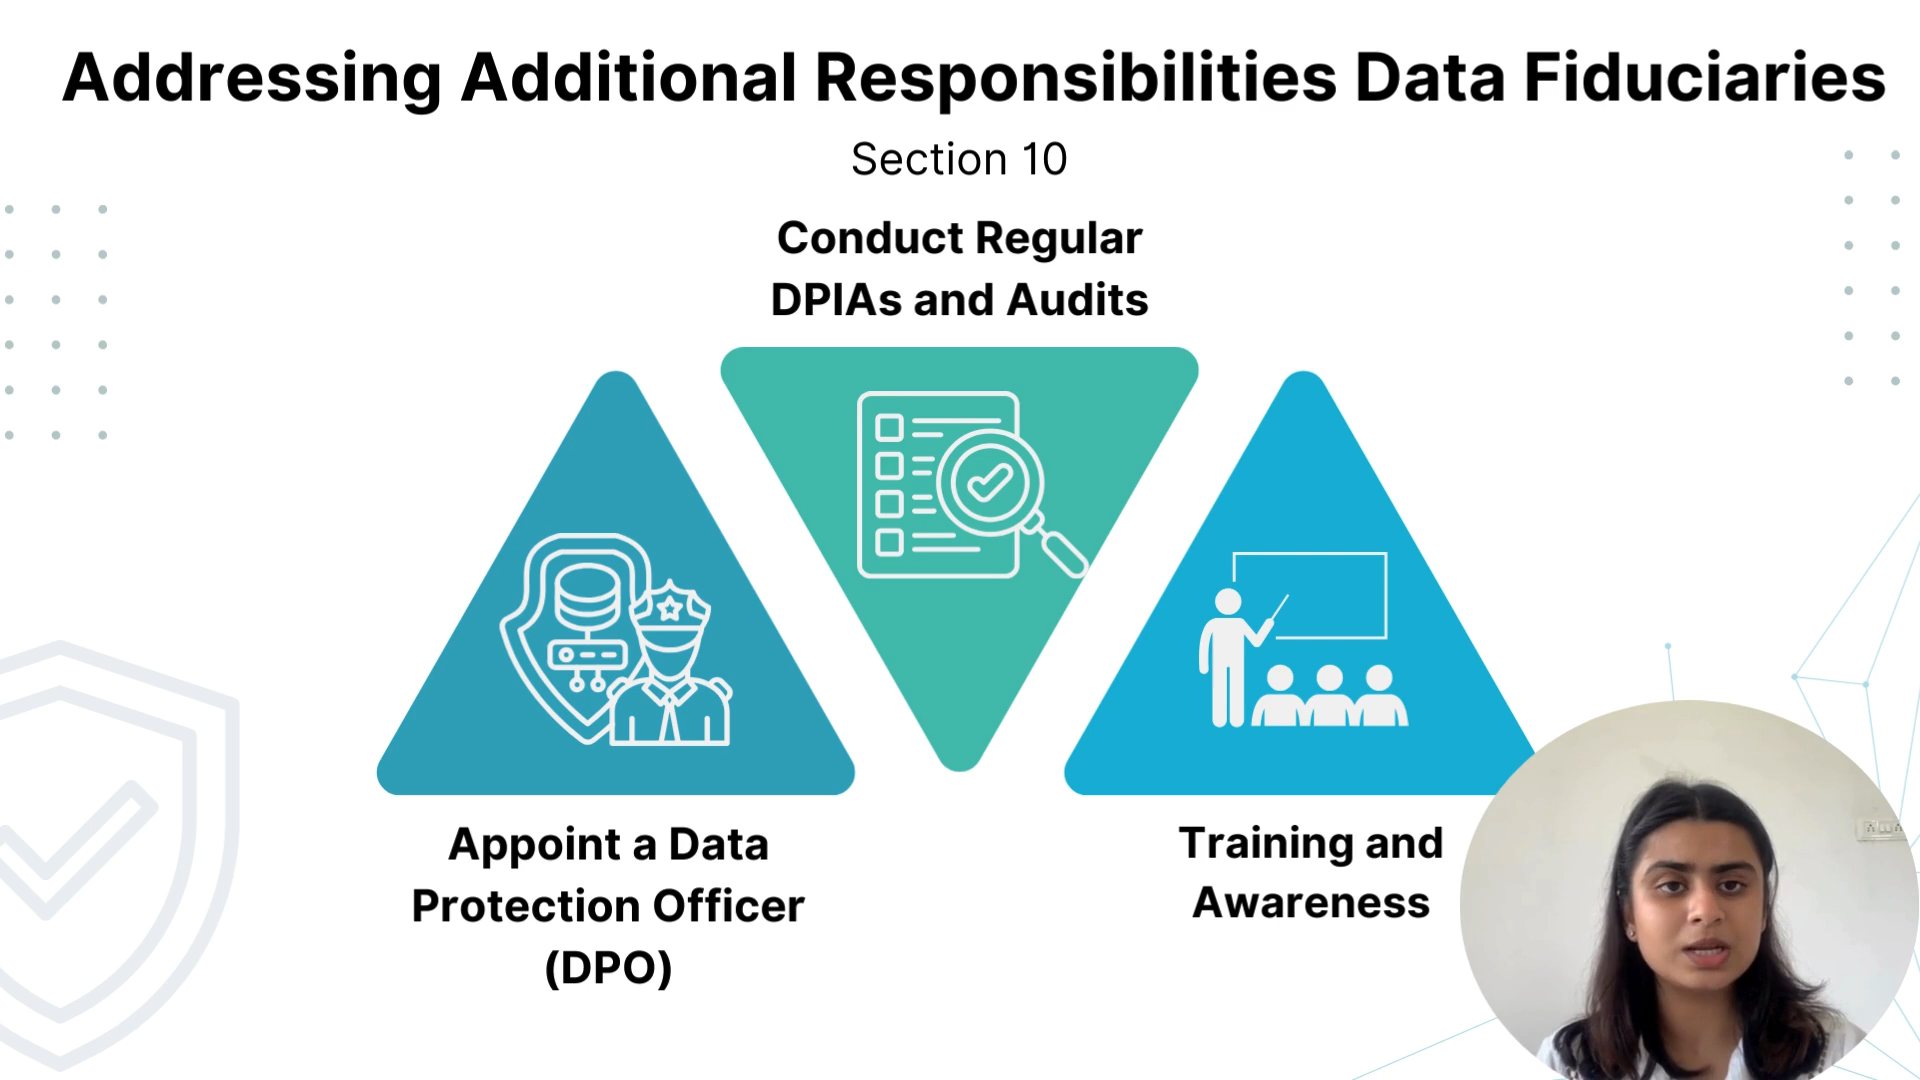 Addressing Additional Responsibilities Data Fiduciaries
Section 10
Conduct Regular
DPIAs and Audits
Appoint a Data
Protection Officer
(DPO)
Training and
Awareness